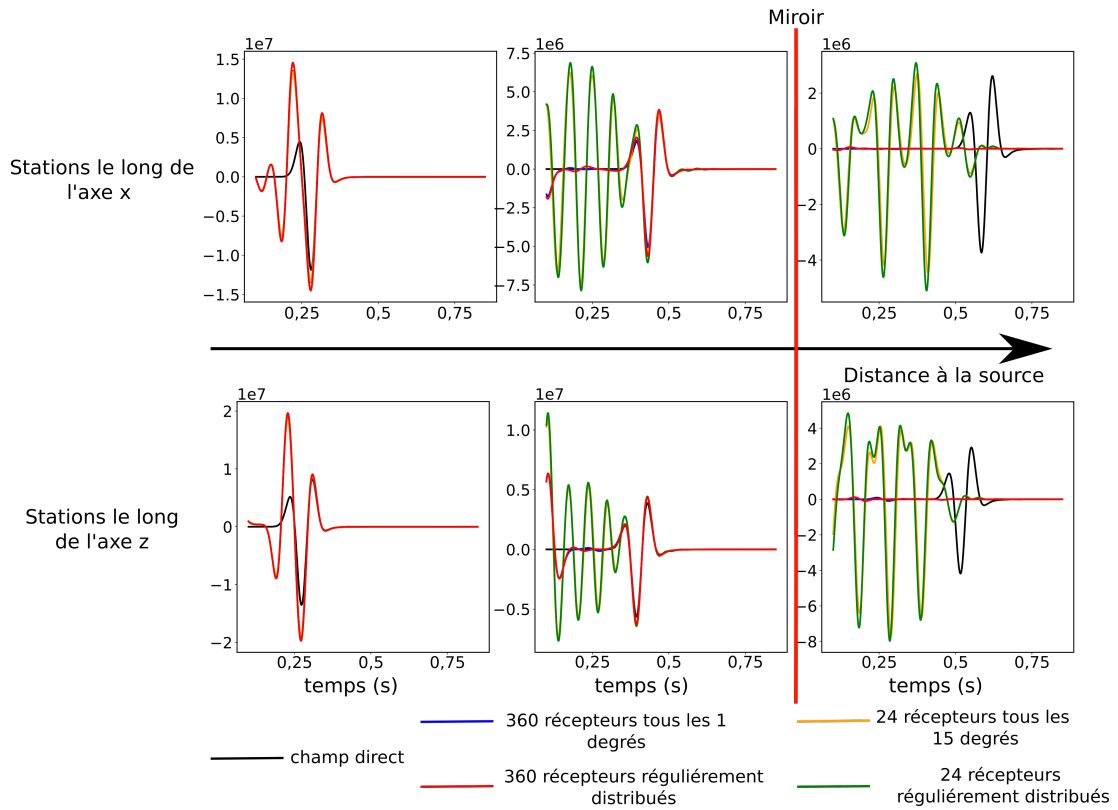 Miroir
1e7
1e6
1e6
1.5
1.0
0.5
0.0
−0.5
−1.0
−1.5
7.5
5.0
2.5
0.0
−2.5
−5.0
−7.5
2
0
−2
−4
Stations le long de
l'axe x
0,25 0,5 0,75
0,25 0,5 0,75
0,25 0,5 0,75
Distance à la source
1e7
1e7
1e6
2
1
0
−1
−2
1.0
0.5
0.0
−0.5
4
2
0
−2
−4
−6
−8
Stations le long
de l'axe z
0,25 0,5 0,75
0,25 0,5 0,75
0,25 0,5 0,75
temps (s)
temps (s)
temps (s)
champ direct
360 récepteurs tous les 1
degrés
360 récepteurs réguliérement
distribués
24 récepteurs tous les
15 degrés
24 récepteurs
réguliérement distribués